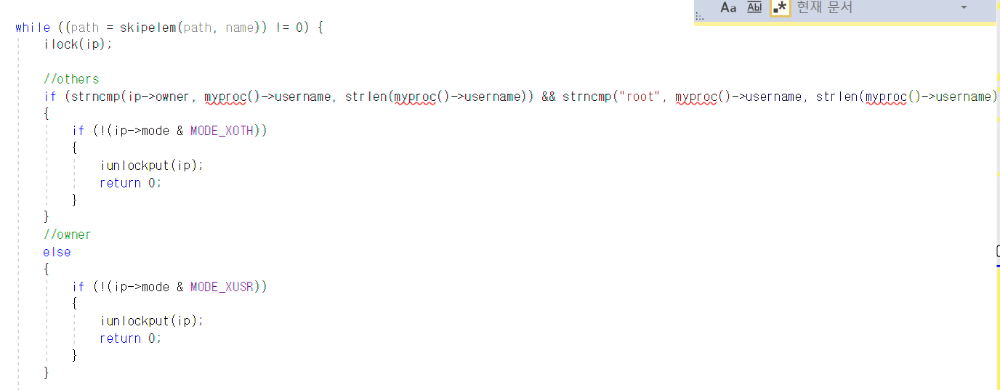 Aa Abl .* 현재 문서
while ((path = skipelem(path, name)) != 0) {
ilock(ip);
//others
if (strncmp(ip->owner, myproc()->username, strlen(myproc()->username)) && strncmp("root", myproc()->username, strlen(myproc()->username)
{
if (!(ip->mode & MODE_XOTH))
{
iunlockput(ip);
return 0;
}
}
//owner
else
{
if (!(ip->mode & MODE_XUSR))
{
iunlockput(ip);
return 0;
}
}